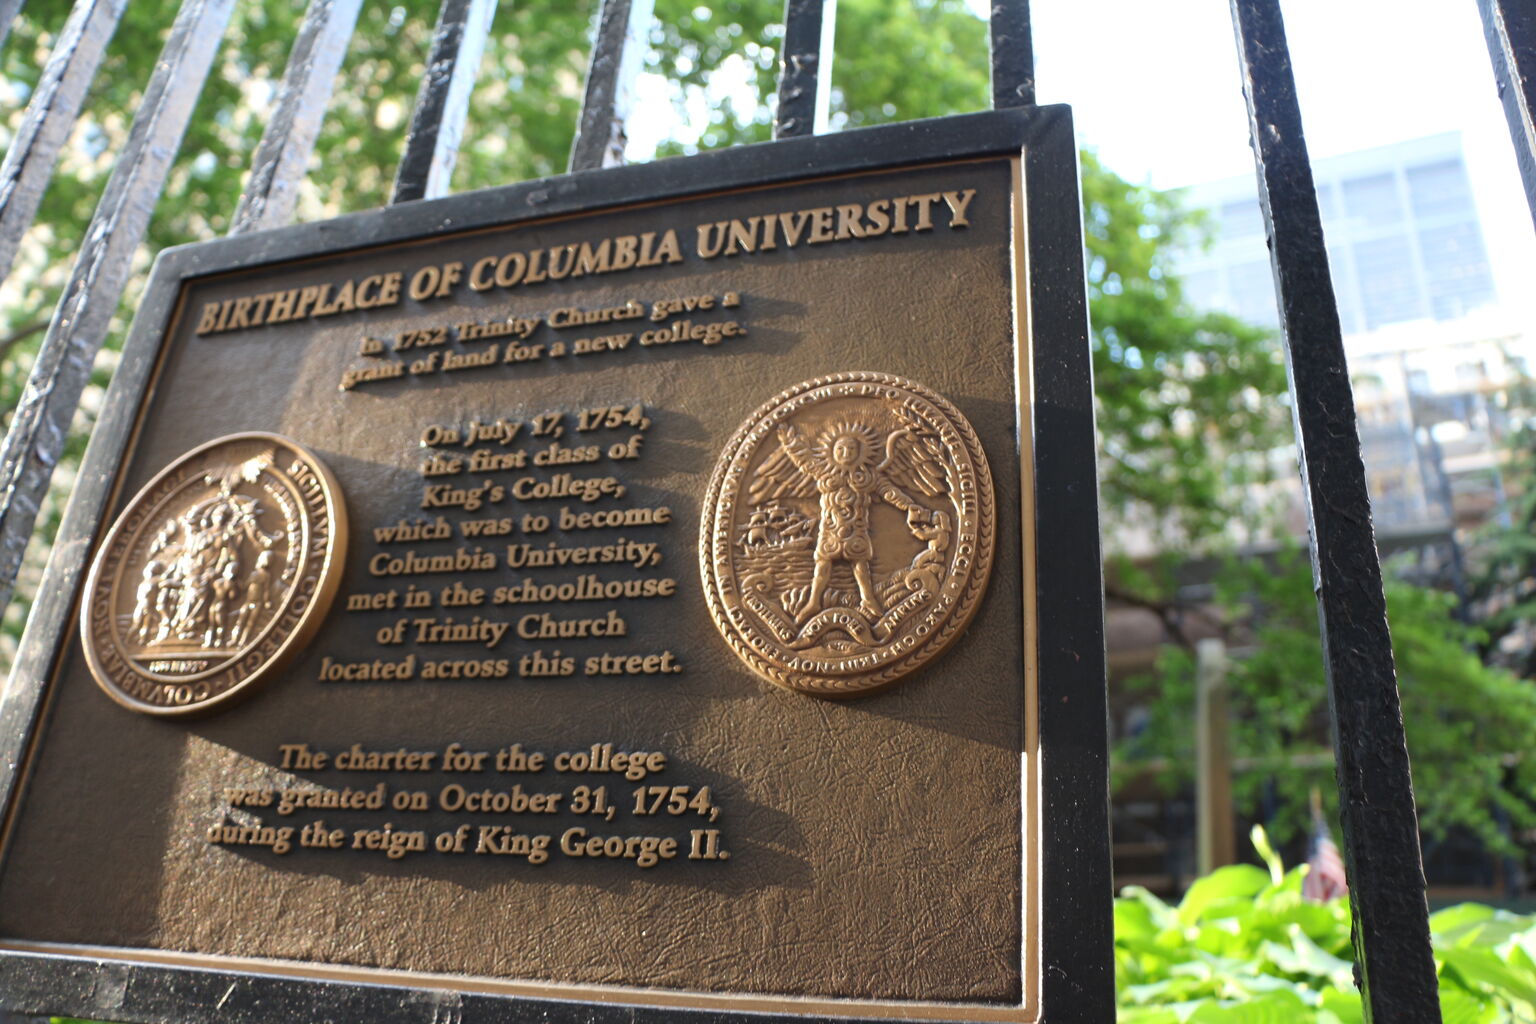 BIRTHPLACE OF COLUMBIA UNIVERSITY
In 1752 Trinity Church gave a
grant of land for a new college.
On July 17, 1754,
the first class of
King's College,
which was to become
Columbia University,
met in the schoolhouse
of Trinity Church
located across this street.
The charter for the college
was granted on October 31, 1754,
during the reign of King George II.